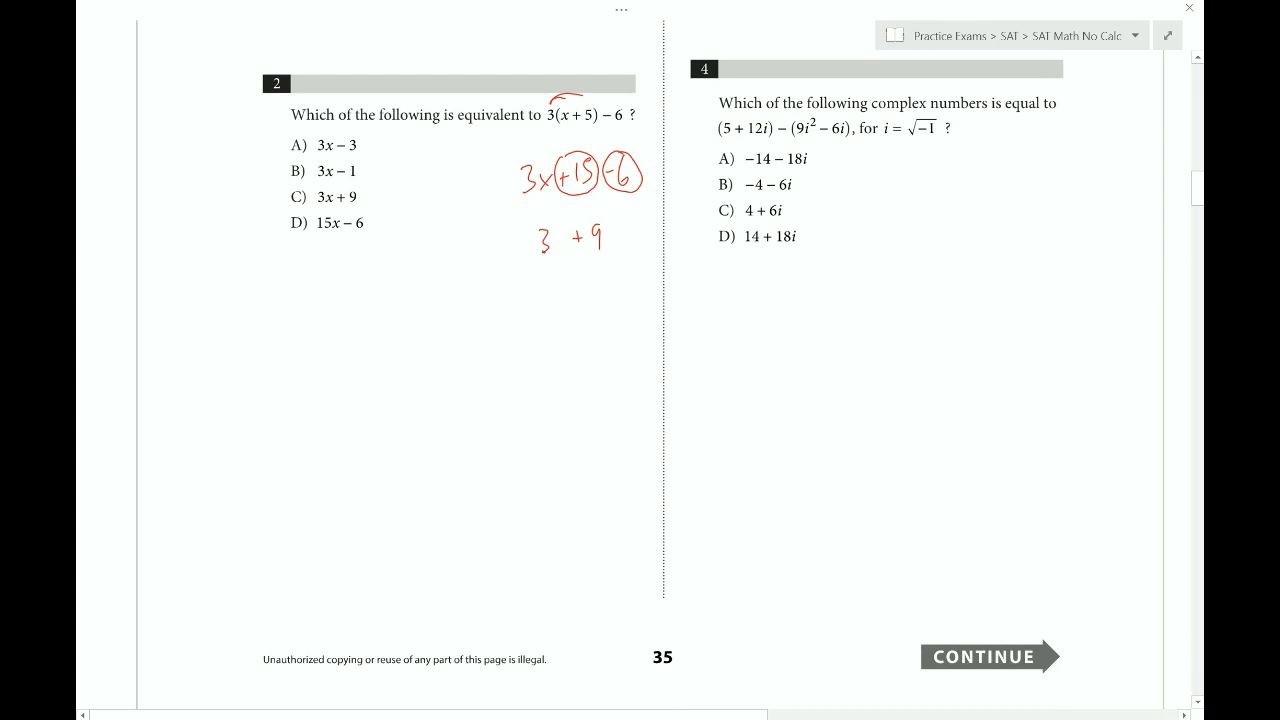 ...
Practice Exams > SAT > SAT Math No Calc
2
Which of the following is equivalent to 3(x + 5) − 6 ?
A) 3x − 3
B) 3x − 1
C) 3x + 9
D) 15x − 6
3x +15 -6
3 +9
4
Which of the following complex numbers is equal to
(5 + 12i) − (9i² − 6i), for i = √−1 ?
A) −14 − 18i
B) −4 − 6i
C) 4 + 6i
D) 14 + 18i
Unauthorized copying or reuse of any part of this page is illegal.
35
CONTINUE